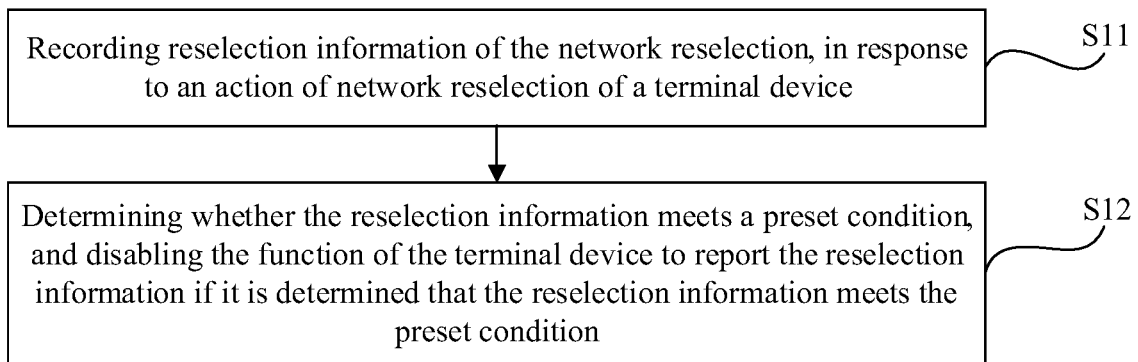 Recording reselection information of the network reselection, in response
to an action of network reselection of a terminal device
S11
Determining whether the reselection information meets a preset condition,
and disabling the function of the terminal device to report the reselection
information if it is determined that the reselection information meets the
preset condition
S12